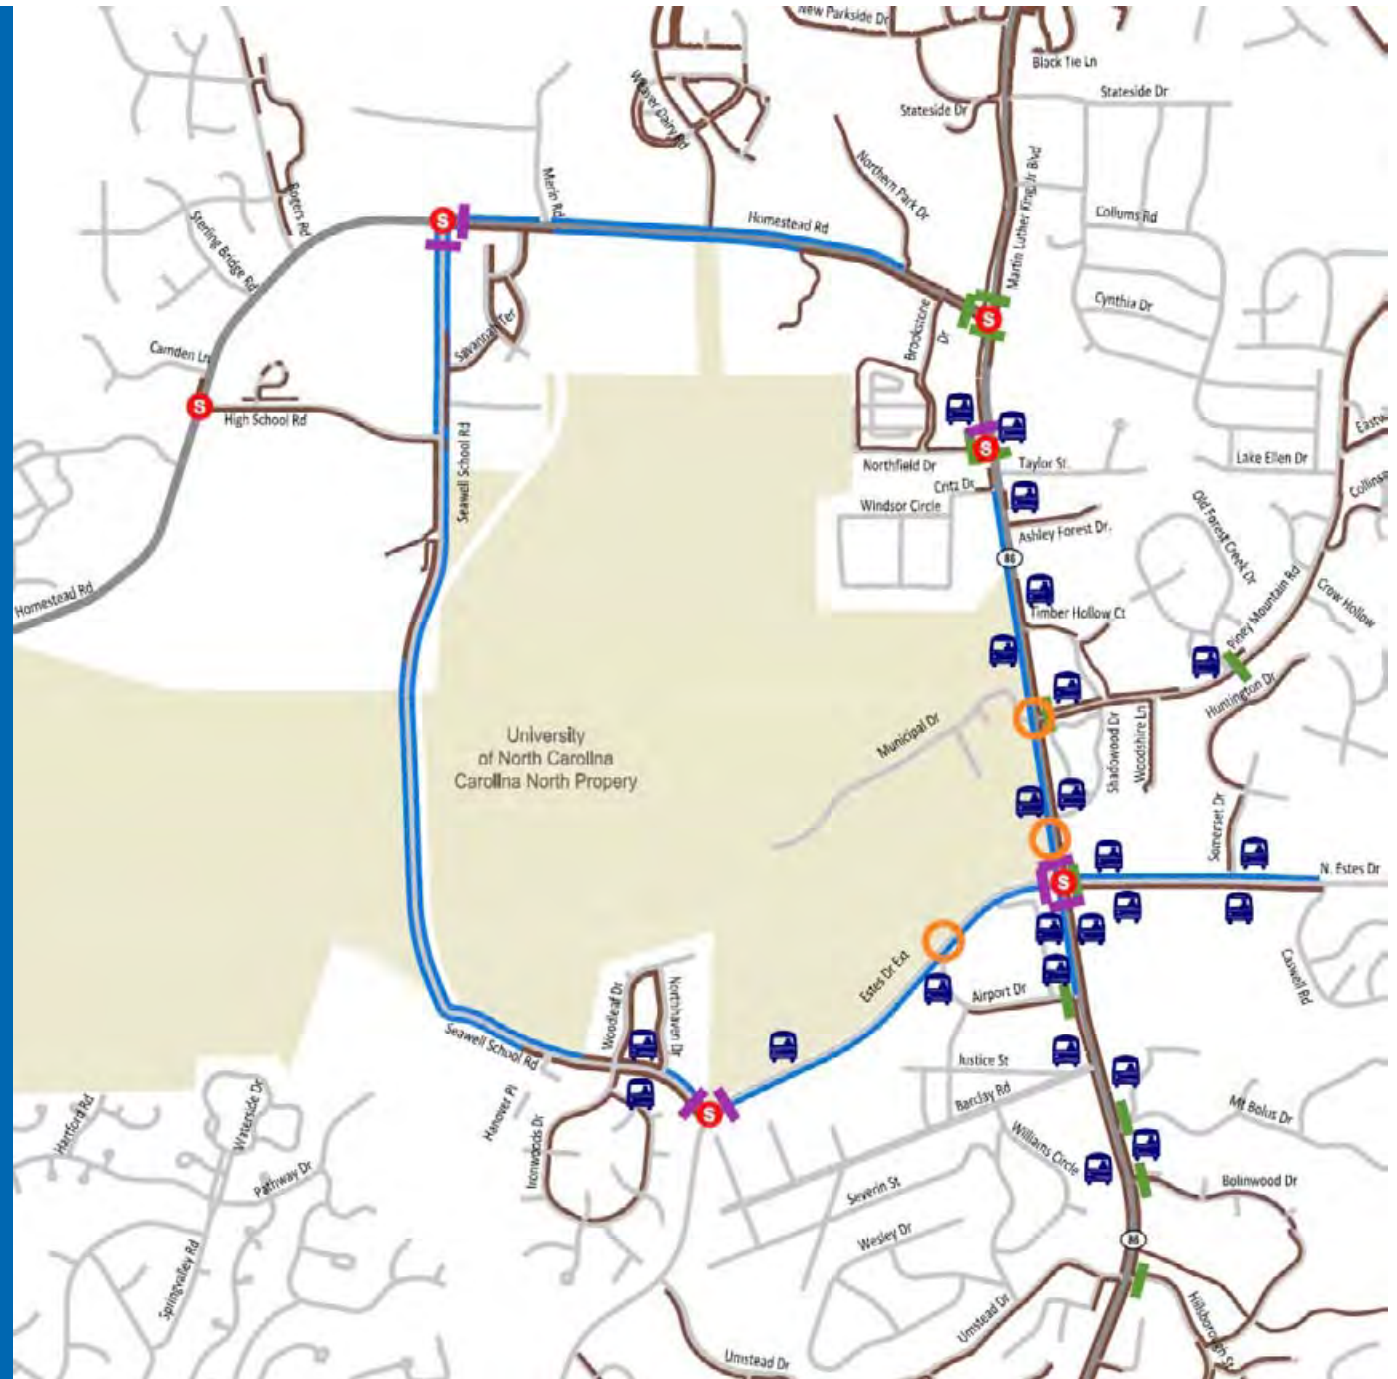 New Parkside Dr
Black Tie Ln
Stateside Dr
Stateside Dr
Weaver Dairy Rd
Northern Park Dr
Martin Luther King Jr Blvd
Merin Rd
Rogers Rd
Sterling Bridge Rd
S
Homestead Rd
Collums Rd
Cynthia Dr
S
Brookstone
Dr
Savannah Ter
Camden Ln
S
High School Rd
Seawell School Rd
S
Northfield Dr
Taylor St.
Lake Ellen Dr
Eastw
Collins
Critz Dr
Windsor Circle
Ashley Forest Dr.
Old Forest Creek Dr
86
Homestead Rd
Timber Hollow Ct
Piney Mountain Rd
Crow Hollow
Huntington Dr
University
of North Carolina
Carolina North Propery
Municipal Dr
Shadowood Dr
Woodshire Ln
Somerset Dr
N. Estes Dr
S
Estes Dr Ext
Airport Dr
Caswell Rd
Woodleaf Dr
Northhaven Dr
Seawell School Rd
Justice St
Barclay Rd
S
Hanover Pl
Ironwoods Dr
Hartford Rd
Waterside Dr
Pathway Dr
Springvalley Rd
Williams Circle
Mt Bolus Dr
Severin St
Bolinwood Dr
Wesley Dr
86
Umstead Dr
Hillsborough St
Umstead Dr